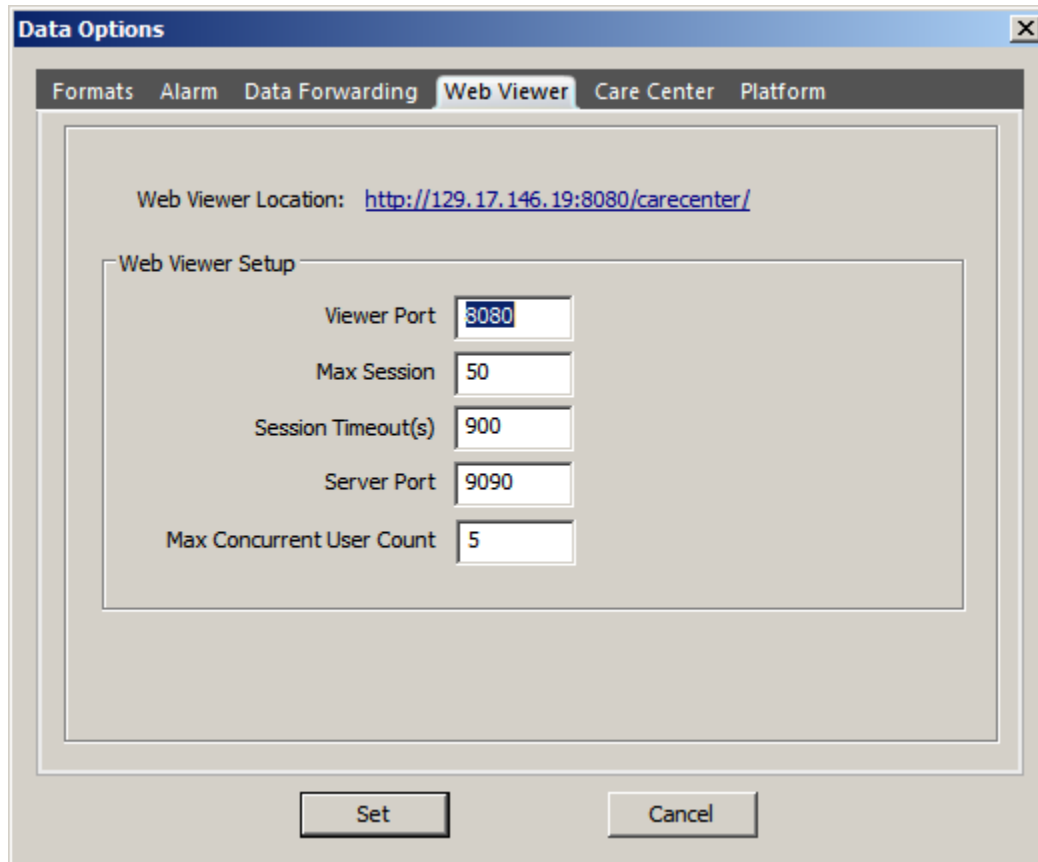 Data Options
Formats Alarm Data Forwarding Web Viewer Care Center Platform
Web Viewer Location: http://129.17.146.19:8080/carecenter/
Web Viewer Setup
Viewer Port 8080
Max Session 50
Session Timeout(s) 900
Server Port 9090
Max Concurrent User Count 5
Set Cancel